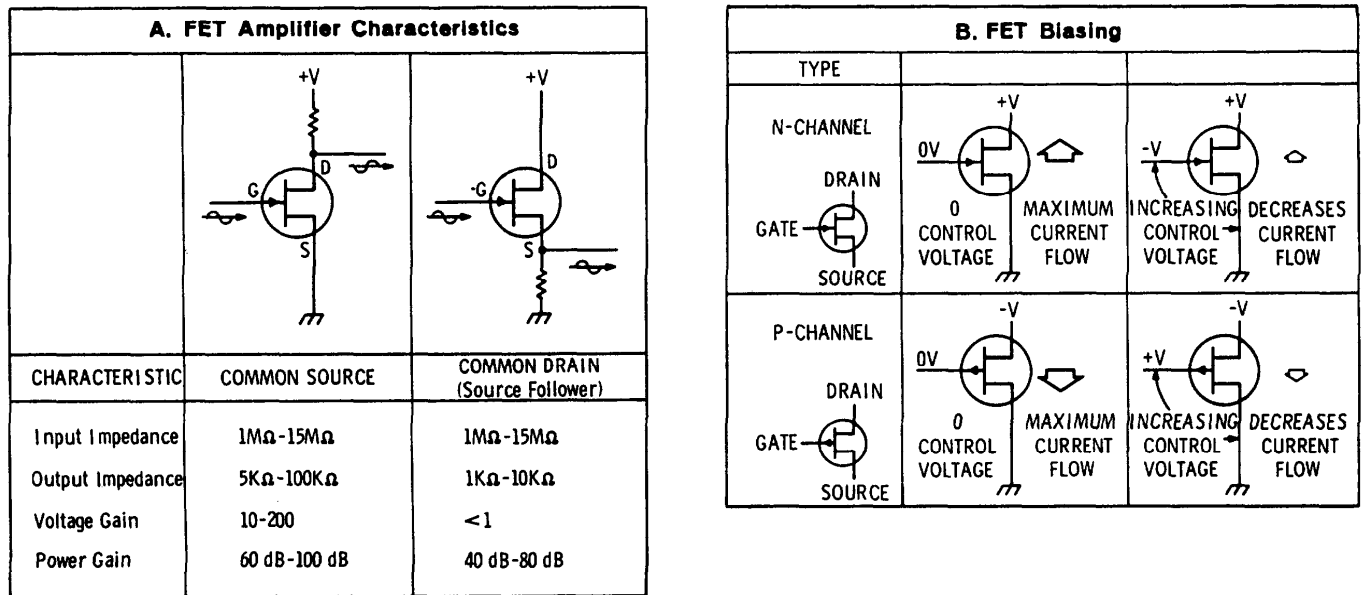 A. FET Amplifier Characteristics
+V
D
G
S
+V
D
-G
S
CHARACTERISTIC
COMMON SOURCE
COMMON DRAIN
(Source Follower)
Input Impedance
1MΩ-15MΩ
1MΩ-15MΩ
Output Impedance
5KΩ-100KΩ
1KΩ-10KΩ
Voltage Gain
10-200
<1
Power Gain
60 dB-100 dB
40 dB-80 dB
B. FET Biasing
TYPE
N-CHANNEL
DRAIN
GATE
SOURCE
+V
0V
0
CONTROL
VOLTAGE
MAXIMUM
CURRENT
FLOW
+V
-V
INCREASING
CONTROL
VOLTAGE
DECREASES
CURRENT
FLOW
P-CHANNEL
DRAIN
GATE
SOURCE
-V
0V
0
CONTROL
VOLTAGE
MAXIMUM
CURRENT
FLOW
-V
+V
INCREASING
CONTROL
VOLTAGE
DECREASES
CURRENT
FLOW